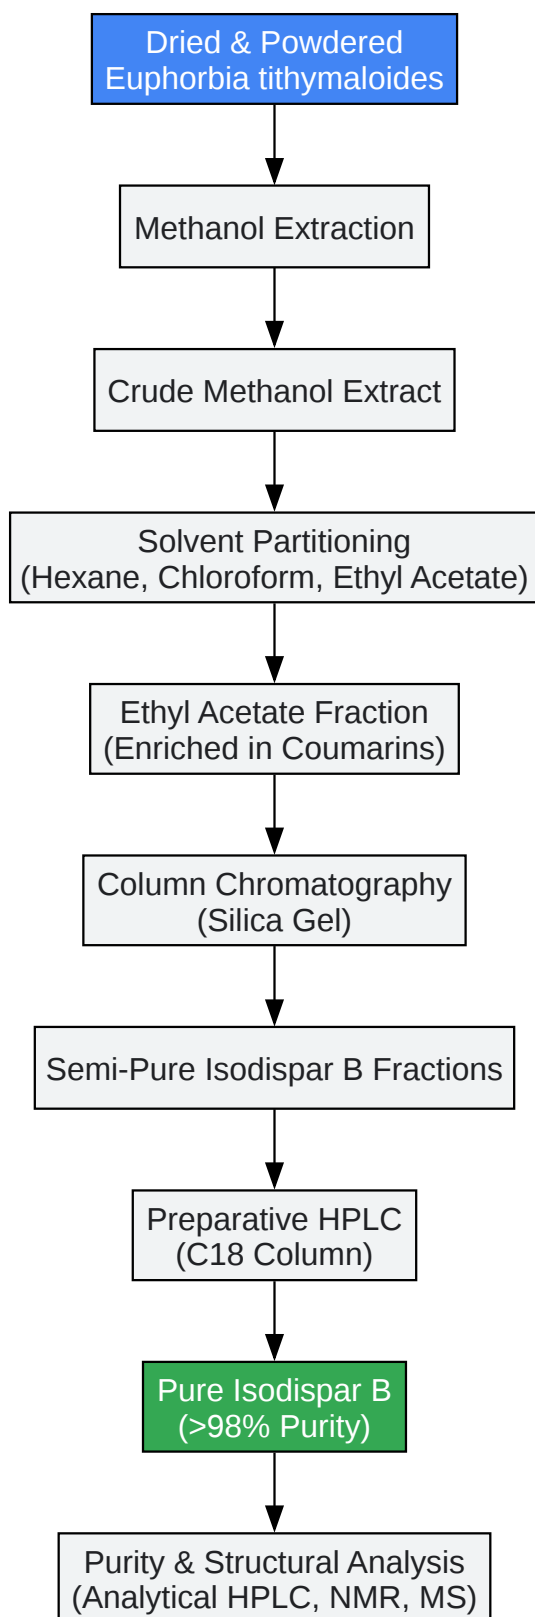 Dried & Powdered
Euphorbia tithymaloides
Methanol Extraction
Crude Methanol Extract
Solvent Partitioning
(Hexane, Chloroform, Ethyl Acetate)
Ethyl Acetate Fraction
(Enriched in Coumarins)
Column Chromatography
(Silica Gel)
Semi-Pure Isodispar B Fractions
Preparative HPLC
(C18 Column)
Pure Isodispar B
(>98% Purity)
Purity & Structural Analysis
(Analytical HPLC, NMR, MS)